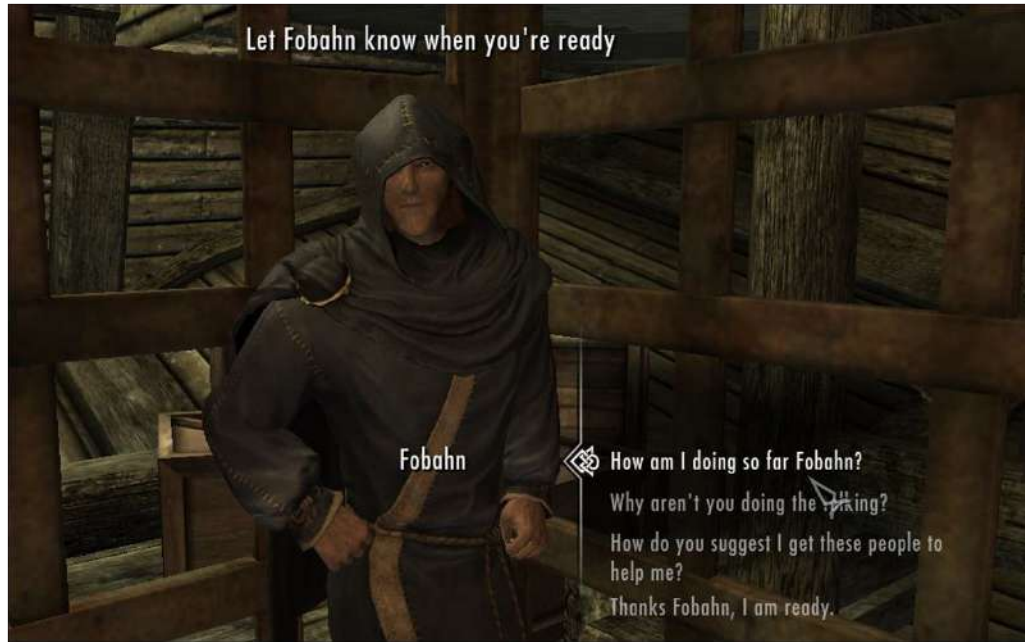 Let Fobahn know when you're ready
Fobahn
How am I doing so far Fobahn?
Why aren't you doing the talking?
How do you suggest I get these people to
help me?
Thanks Fobahn, I am ready.